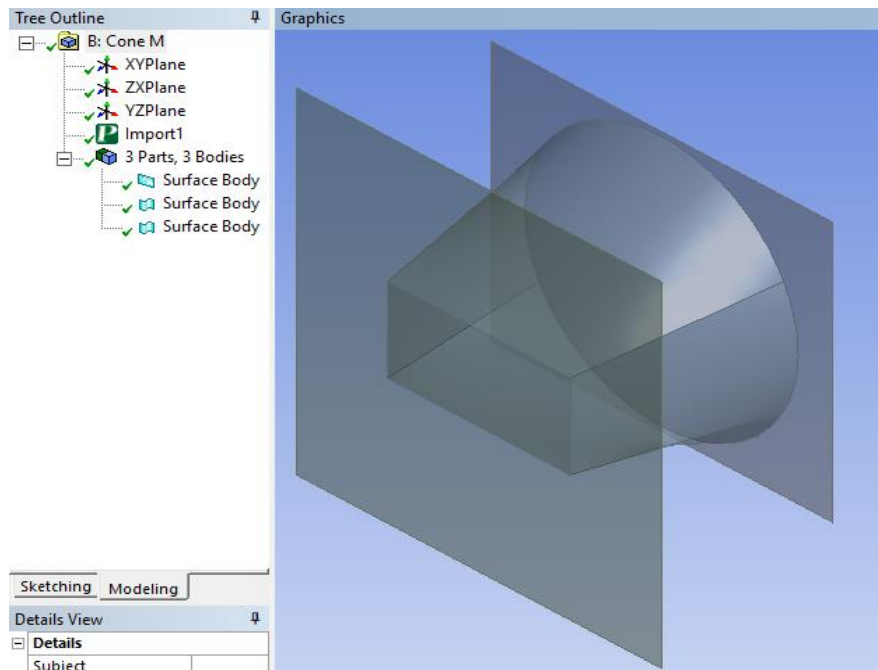 Tree Outline
Graphics
B: Cone M
XYPlane
ZXPlane
YZPlane
Import1
3 Parts, 3 Bodies
Surface Body
Surface Body
Surface Body
Sketching Modeling
Details View
Details
Subject